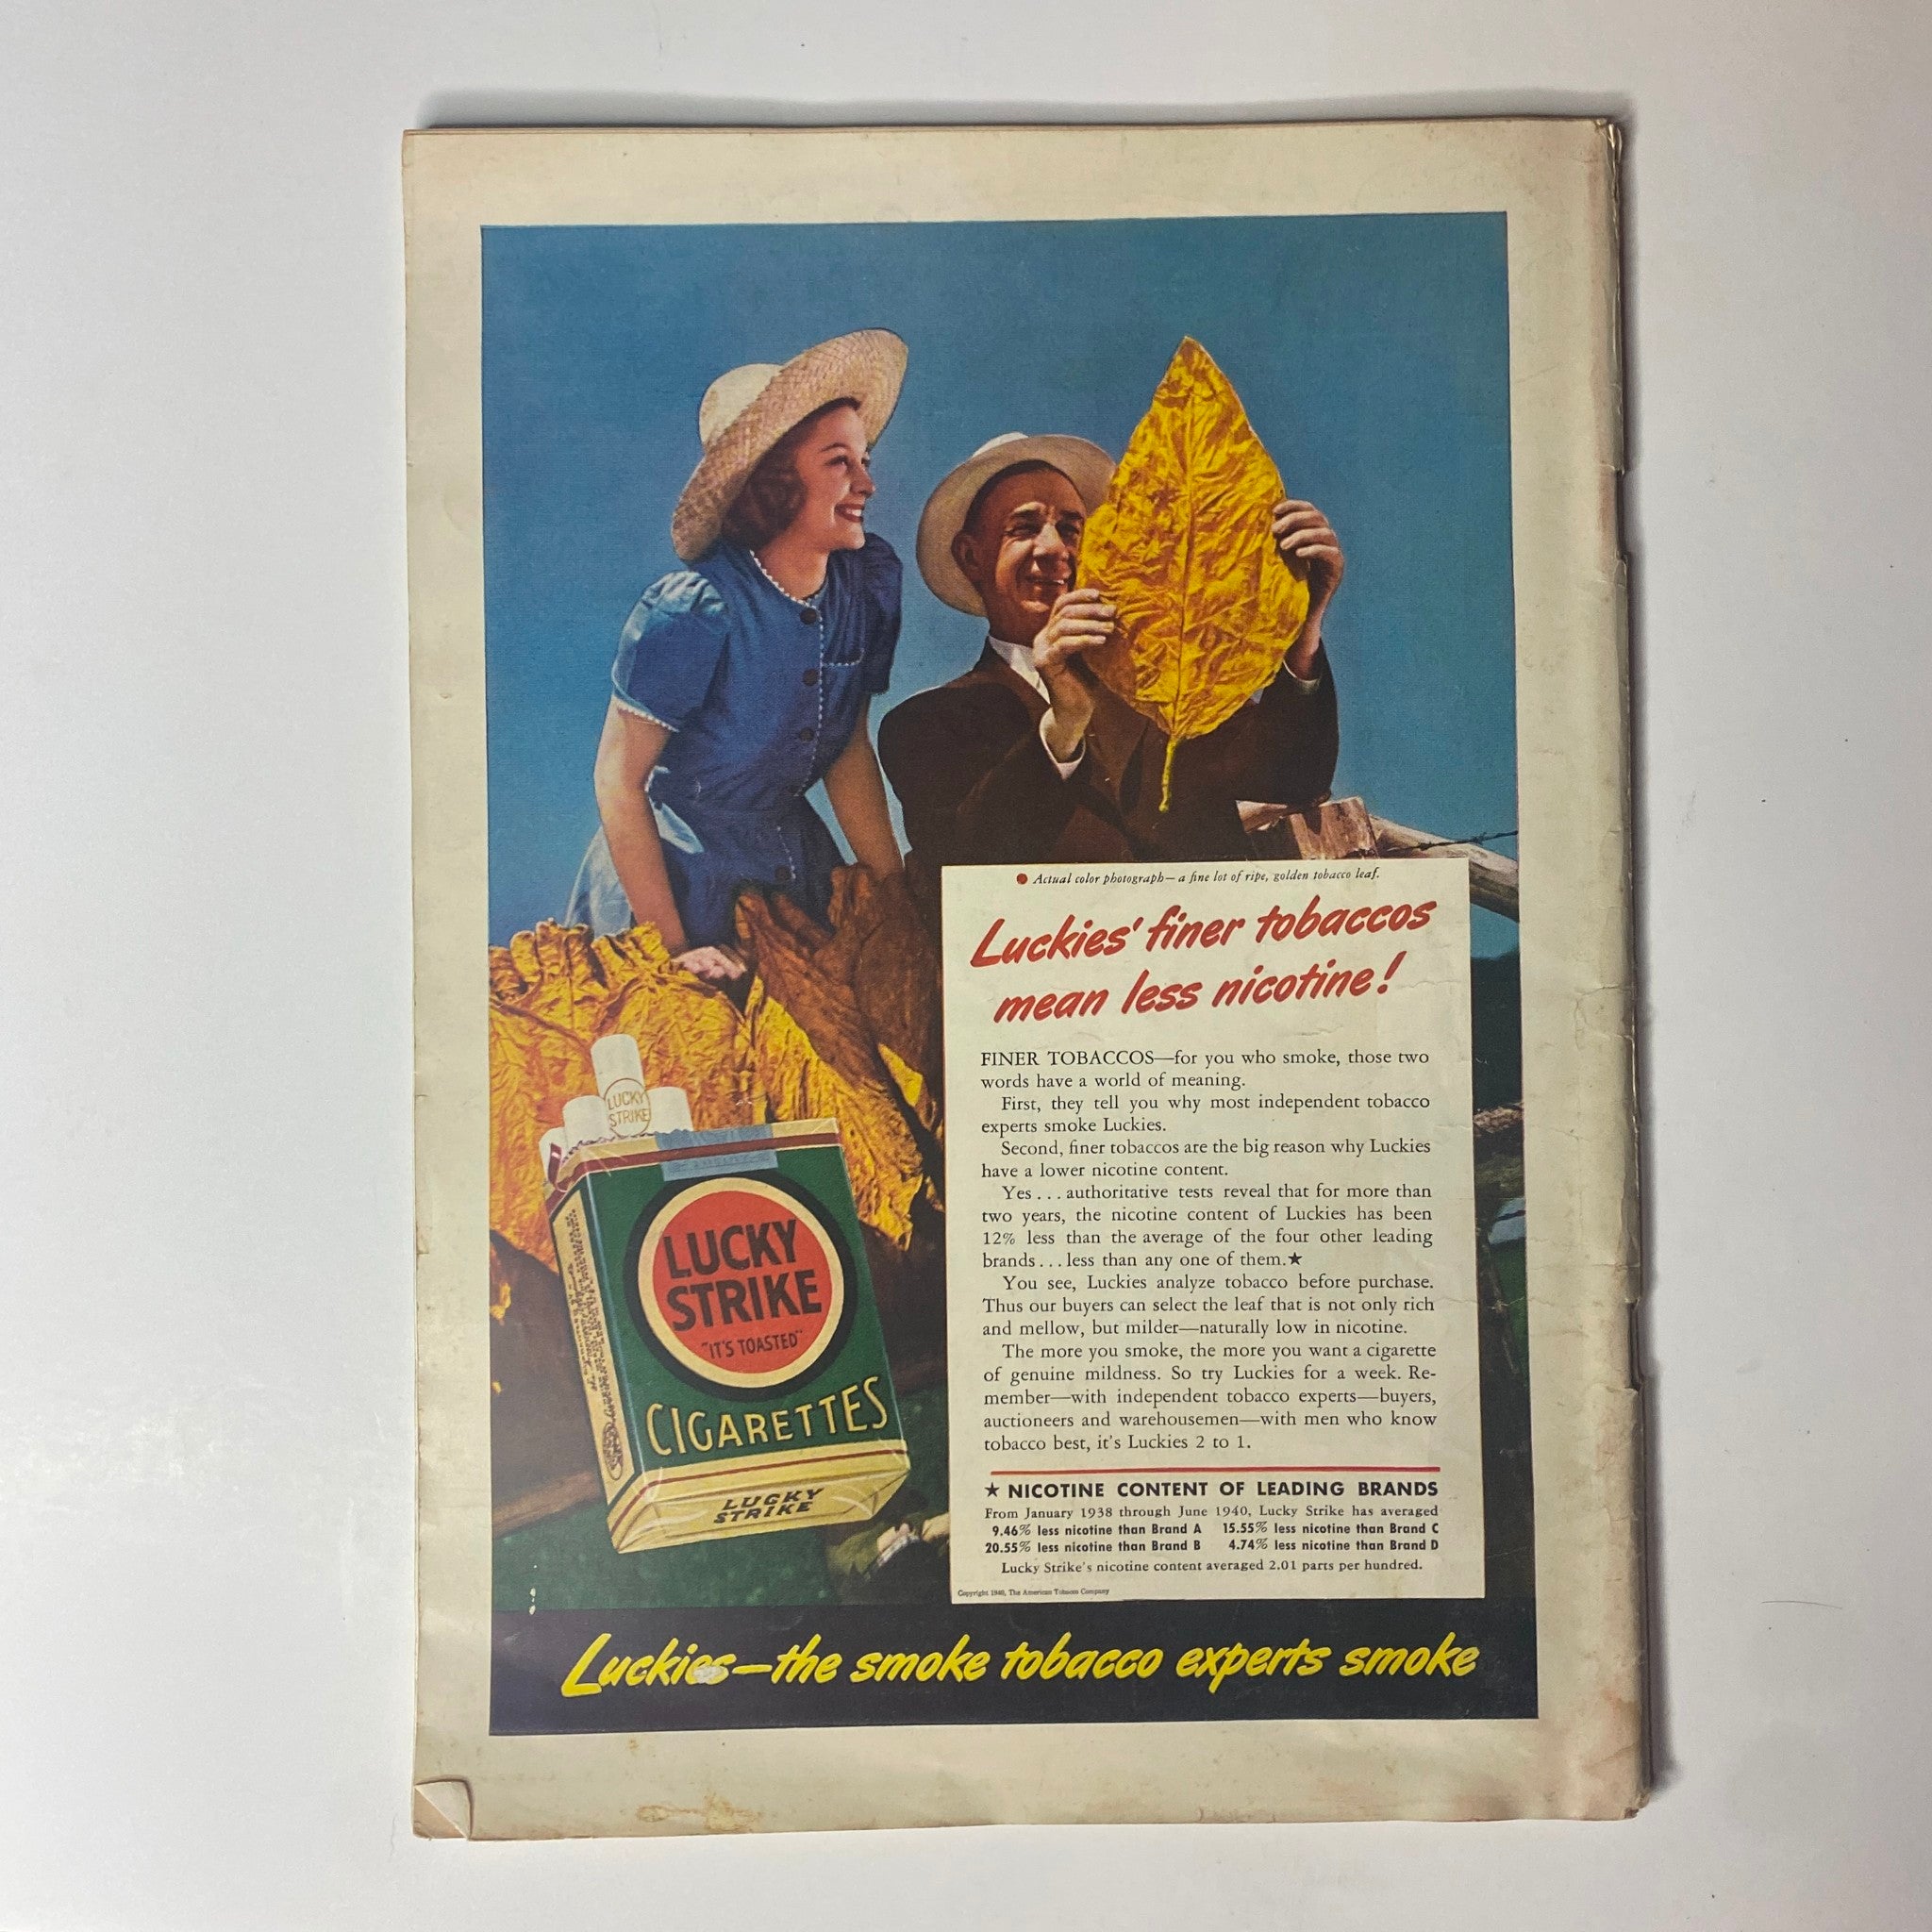 ● Actual color photograph—a fine lot of ripe, golden tobacco leaf.
Luckies' finer tobaccos
mean less nicotine!
FINER TOBACCOS—for you who smoke, those two
words have a world of meaning.
First, they tell you why most independent tobacco
experts smoke Luckies.
Second, finer tobaccos are the big reason why Luckies
have a lower nicotine content.
Yes . . . authoritative tests reveal that for more than
two years, the nicotine content of Luckies has been
12% less than the average of the four other leading
brands . . . less than any one of them.★
You see, Luckies analyze tobacco before purchase.
Thus our buyers can select the leaf that is not only rich
and mellow, but milder—naturally low in nicotine.
The more you smoke, the more you want a cigarette
of genuine mildness. So try Luckies for a week. Re-
member—with independent tobacco experts—buyers,
auctioneers and warehousemen—with men who know
tobacco best, it's Luckies 2 to 1.
★ NICOTINE CONTENT OF LEADING BRANDS
From January 1938 through June 1940, Lucky Strike has averaged
9.46% less nicotine than Brand A 15.55% less nicotine than Brand C
20.55% less nicotine than Brand B 4.74% less nicotine than Brand D
Lucky Strike's nicotine content averaged 2.01 parts per hundred.
Copyright 1940, The American Tobacco Company
LUCKY
STRIKE
LUCKY
STRIKE
"IT'S TOASTED"
CIGARETTES
LUCKY
STRIKE
Luckies—the smoke tobacco experts smoke